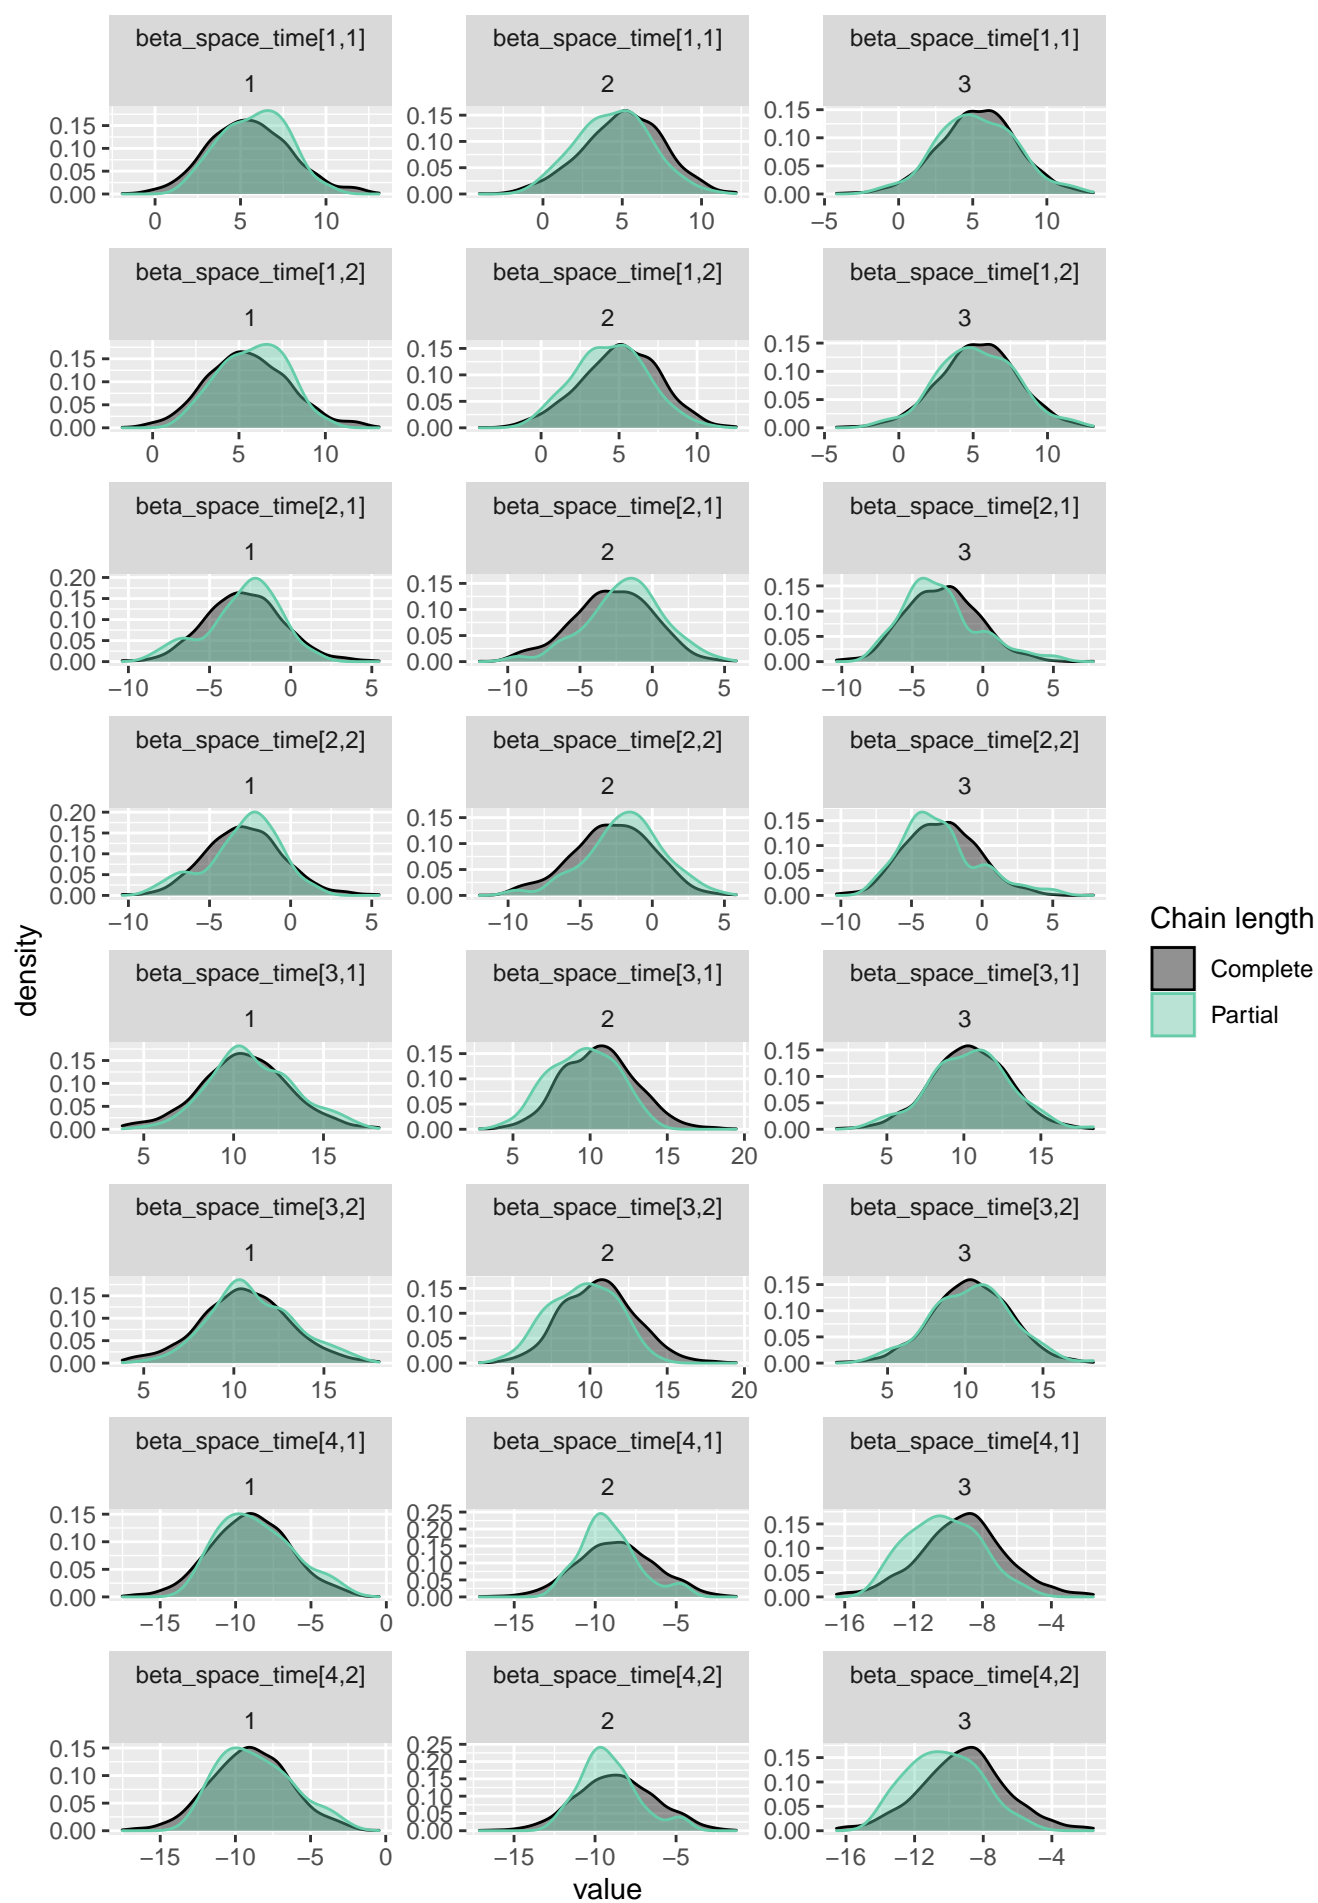 beta_space_time[1,1] beta_space_time[1,1] beta_space_time[1,1]
1 2 3
0.15 0.15 0.15
0.10 0.10 0.10
0.05 0.05 0.05
0.00 0.00 0.00
0 5 10 0 5 10 −5 0 5 10
beta_space_time[1,2] beta_space_time[1,2] beta_space_time[1,2]
1 2 3
0.15 0.15 0.15
0.10 0.10 0.10
0.05 0.05 0.05
0.00 0.00 0.00
0 5 10 0 5 10 −5 0 5 10
beta_space_time[2,1] beta_space_time[2,1] beta_space_time[2,1]
1 2 3
0.20
0.15 0.15 0.15
0.10 0.10 0.10
0.05 0.05 0.05
0.00 0.00 0.00
−10 −5 0 5 −10 −5 0 5 −10 −5 0 5
beta_space_time[2,2] beta_space_time[2,2] beta_space_time[2,2]
1 2 3
0.20
0.15 0.15 0.15
0.10 0.10 0.10
0.05 0.05 0.05
0.00 0.00 0.00
−10 −5 0 5 −10 −5 0 5 −10 −5 0 5
beta_space_time[3,1] beta_space_time[3,1] beta_space_time[3,1]
1 2 3
0.15 0.15 0.15
0.10 0.10 0.10
0.05 0.05 0.05
0.00 0.00 0.00
5 10 15 5 10 15 20 5 10 15
beta_space_time[3,2] beta_space_time[3,2] beta_space_time[3,2]
1 2 3
0.15 0.15 0.15
0.10 0.10 0.10
0.05 0.05 0.05
0.00 0.00 0.00
5 10 15 5 10 15 20 5 10 15
beta_space_time[4,1] beta_space_time[4,1] beta_space_time[4,1]
1 2 3
0.25
0.20
0.15 0.15 0.15
0.10 0.10 0.10
0.05 0.05 0.05
0.00 0.00 0.00
−15 −10 −5 0 −15 −10 −5 −16 −12 −8 −4
beta_space_time[4,2] beta_space_time[4,2] beta_space_time[4,2]
1 2 3
0.25
0.20
0.15 0.15 0.15
0.10 0.10 0.10
0.05 0.05 0.05
0.00 0.00 0.00
−15 −10 −5 0 −15 −10 −5 −16 −12 −8 −4
value
density
Chain length
Complete
Partial